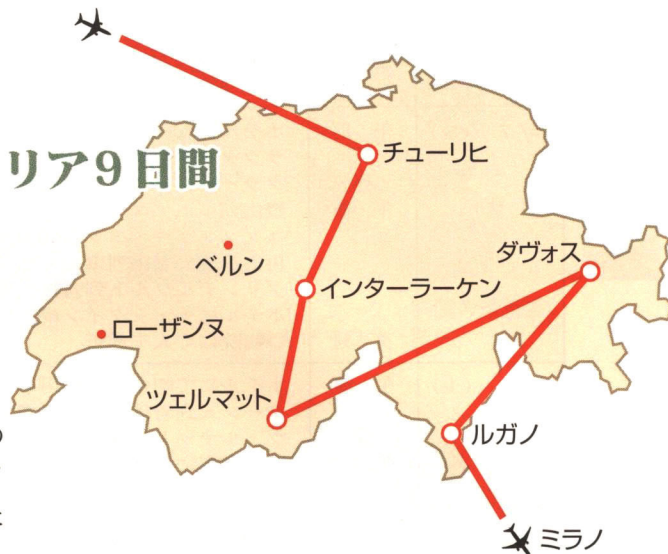 リア9日間
チューリヒ
ダヴォス
ベルン
インターラーケン
ローザンヌ
ツェルマット
ルガノ
ミラノ